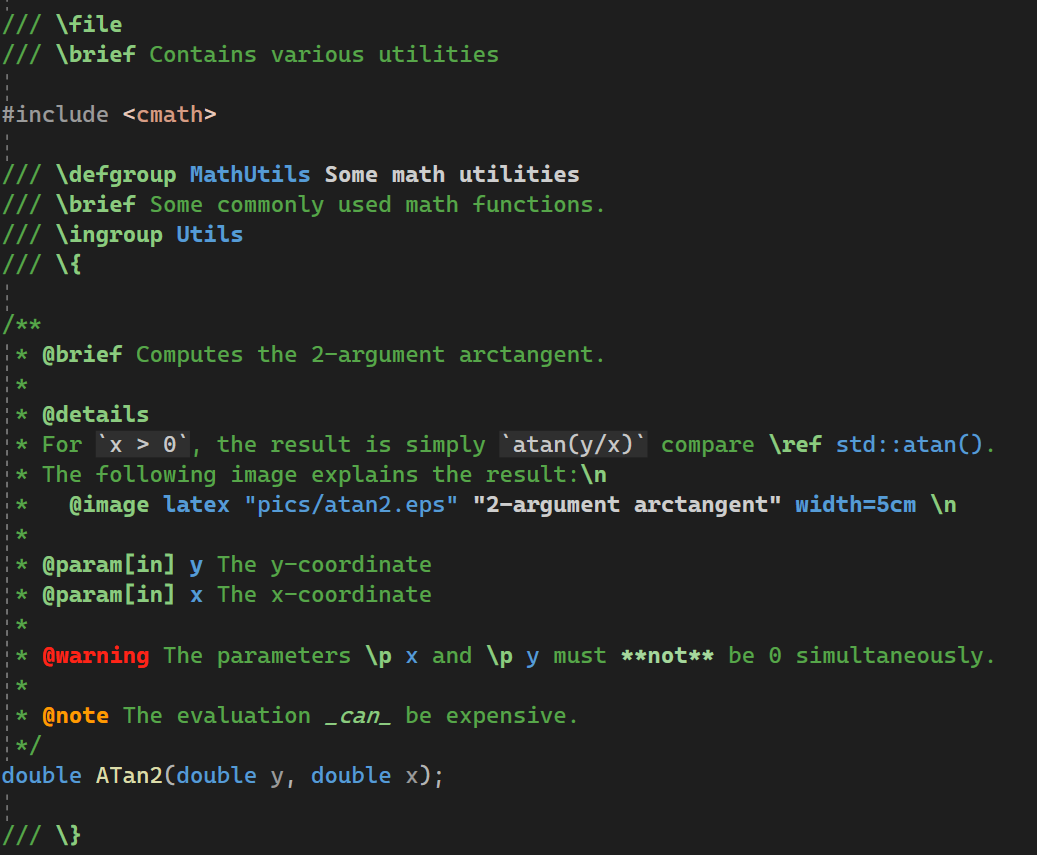 /// \file
/// \brief Contains various utilities
#include <cmath>
/// \defgroup MathUtils Some math utilities
/// \brief Some commonly used math functions.
/// \ingroup Utils
/// \{
/**
 * @brief Computes the 2-argument arctangent.
 *
 * @details
 * For `x > 0`, the result is simply `atan(y/x)` compare \ref std::atan().
 * The following image explains the result:\n
 *   @image latex "pics/atan2.eps" "2-argument arctangent" width=5cm \n
 *
 * @param[in] y The y-coordinate
 * @param[in] x The x-coordinate
 *
 * @warning The parameters \p x and \p y must **not** be 0 simultaneously.
 *
 * @note The evaluation _can_ be expensive.
 */
double ATan2(double y, double x);
/// \}